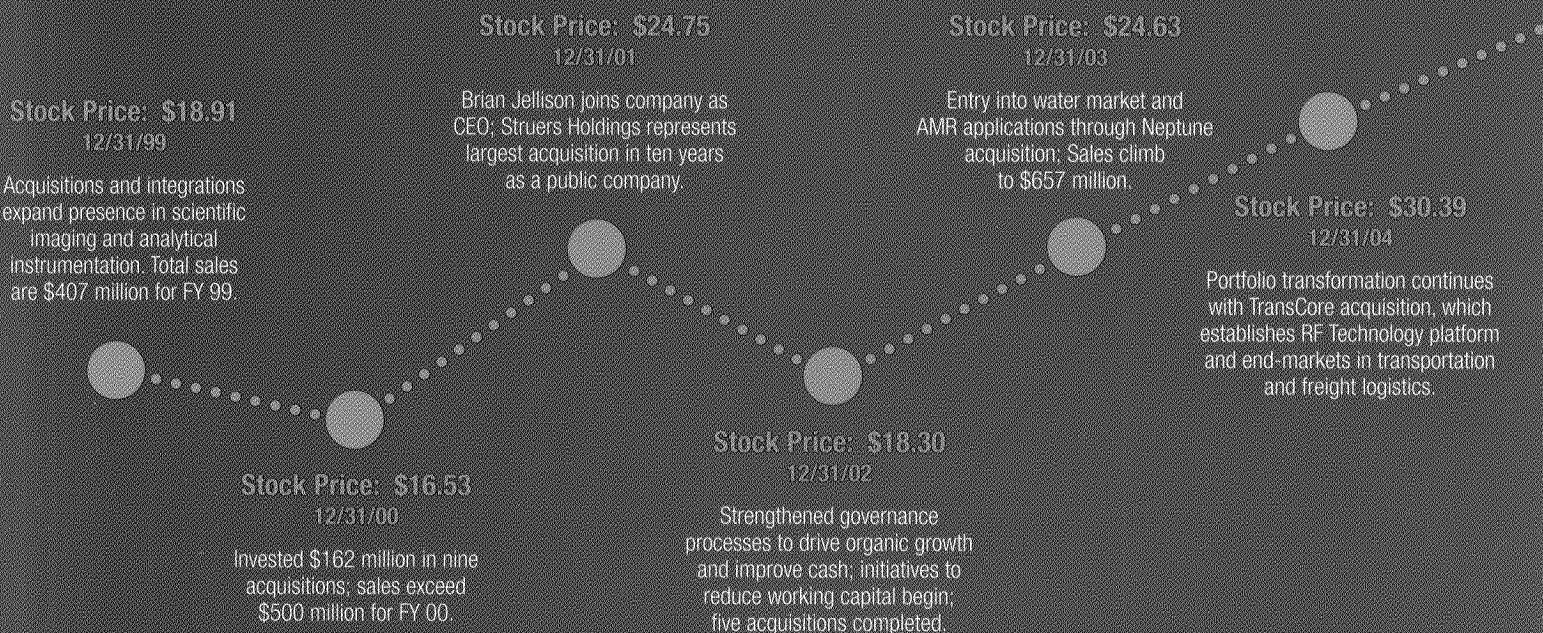 Stock Price: $18.91
12/31/99
Acquisitions and integrations
expand presence in scientific
imaging and analytical
instrumentation. Total sales
are $407 million for FY 99.
Stock Price: $16.53
12/31/00
Invested $162 million in nine
acquisitions; sales exceed
$500 million for FY 00.
Stock Price: $24.75
12/31/01
Brian Jellison joins company as
CEO; Struers Holdings represents
largest acquisition in ten years
as a public company.
Stock Price: $18.30
12/31/02
Strengthened governance
processes to drive organic growth
and improve cash; initiatives to
reduce working capital begin;
five acquisitions completed.
Stock Price: $24.63
12/31/03
Entry into water market and
AMR applications through Neptune
acquisition; Sales climb
to $657 million.
Stock Price: $30.39
12/31/04
Portfolio transformation continues
with TransCore acquisition, which
establishes RF Technology platform
and end-markets in transportation
and freight logistics.